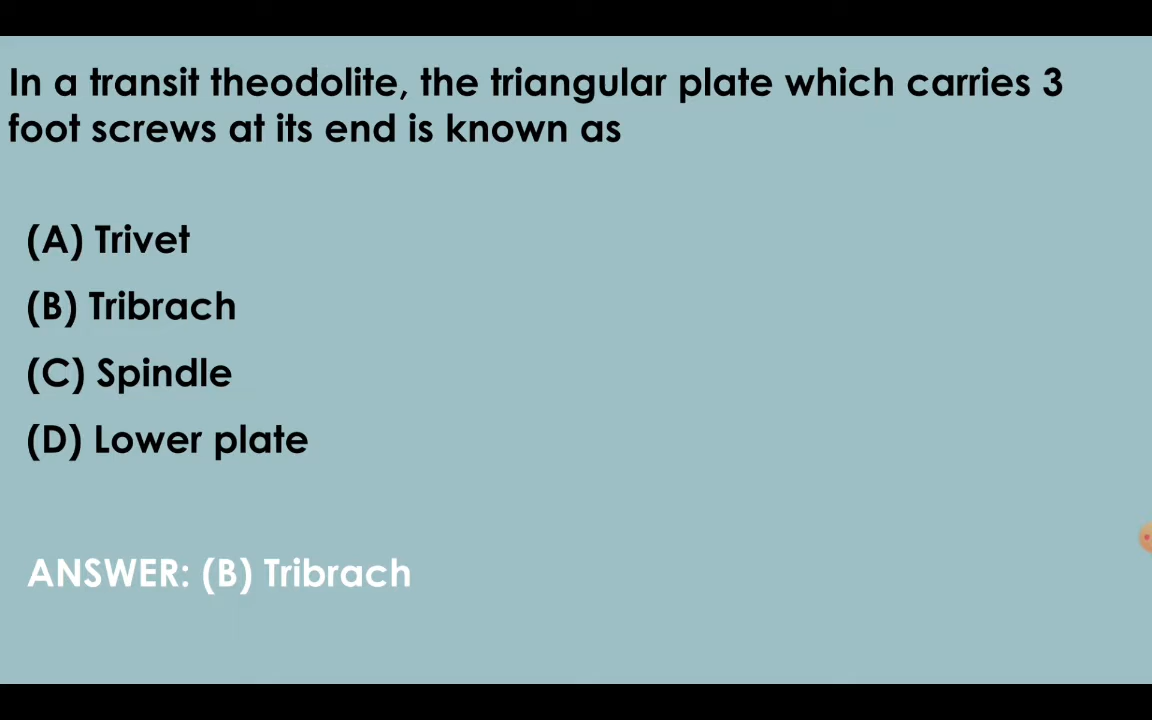 In a transit theodolite, the triangular plate which carries 3
foot screws at its end is known as
(A) Trivet
(B) Tribrach
(C) Spindle
(D) Lower plate
ANSWER: (B) Tribrach